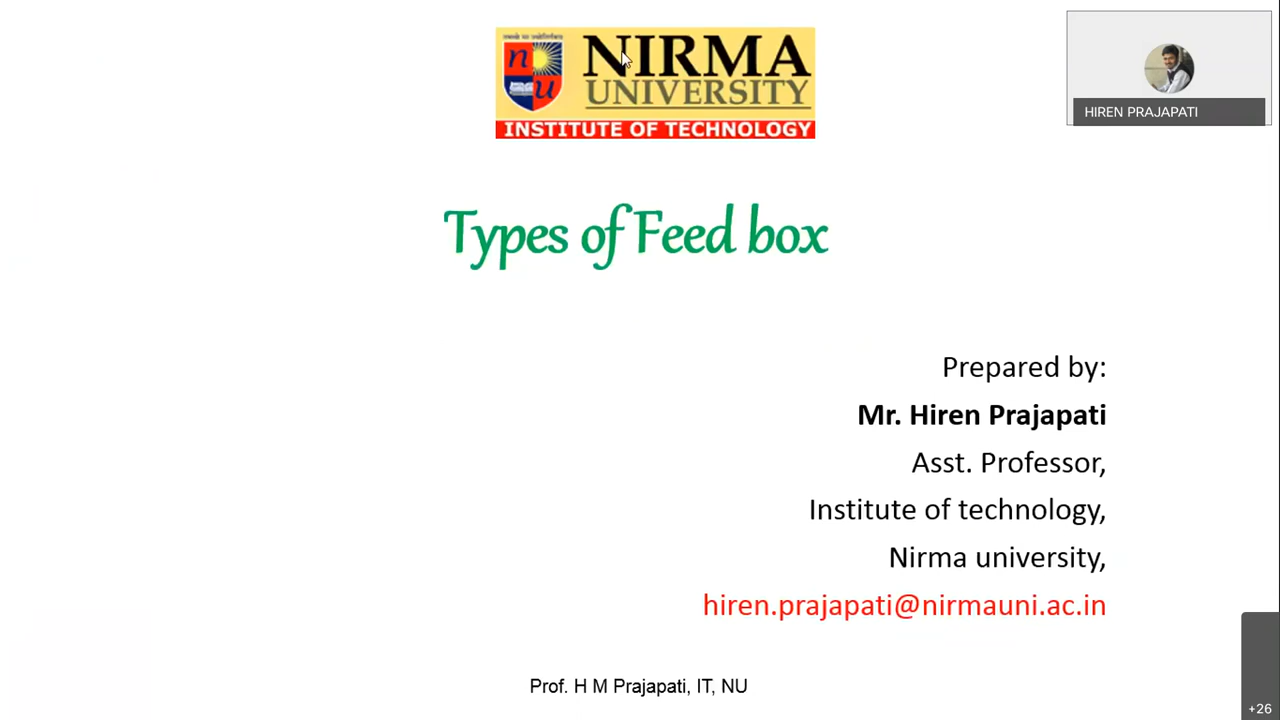 NIRMA
UNIVERSITY
INSTITUTE OF TECHNOLOGY
HIREN PRAJAPATI
Types of Feed box
Prepared by:
Mr. Hiren Prajapati
Asst. Professor,
Institute of technology,
Nirma university,
hiren.prajapati@nirmauni.ac.in
Prof. H M Prajapati, IT, NU
+26